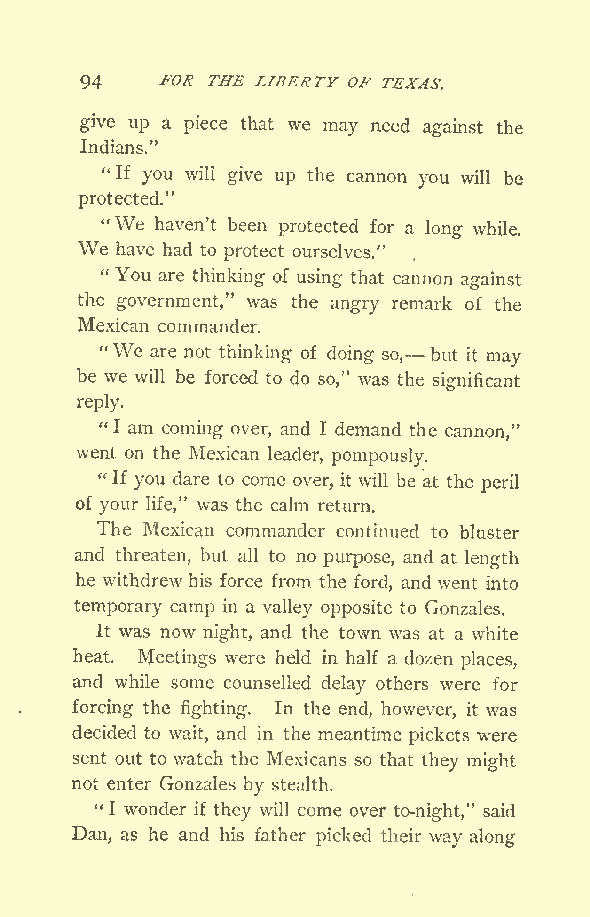 94 FOR THE LIBERTY OF TEXAS.
give up a piece that we may need against the
Indians."
"If you will give up the cannon you will be
protected."
"We haven't been protected for a long while.
We have had to protect ourselves."
"You are thinking of using that cannon against
the government," was the angry remark of the
Mexican commander.
"We are not thinking of doing so,— but it may
be we will be forced to do so," was the significant
reply.
"I am coming over, and I demand the cannon,"
went on the Mexican leader, pompously.
"If you dare to come over, it will be at the peril
of your life," was the calm return.
The Mexican commander continued to bluster
and threaten, but all to no purpose, and at length
he withdrew his force from the ford, and went into
temporary camp in a valley opposite to Gonzales.
It was now night, and the town was at a white
heat. Meetings were held in half a dozen places,
and while some counselled delay others were for
forcing the fighting. In the end, however, it was
decided to wait, and in the meantime pickets were
sent out to watch the Mexicans so that they might
not enter Gonzales by stealth.
"I wonder if they will come over to-night," said
Dan, as he and his father picked their way along